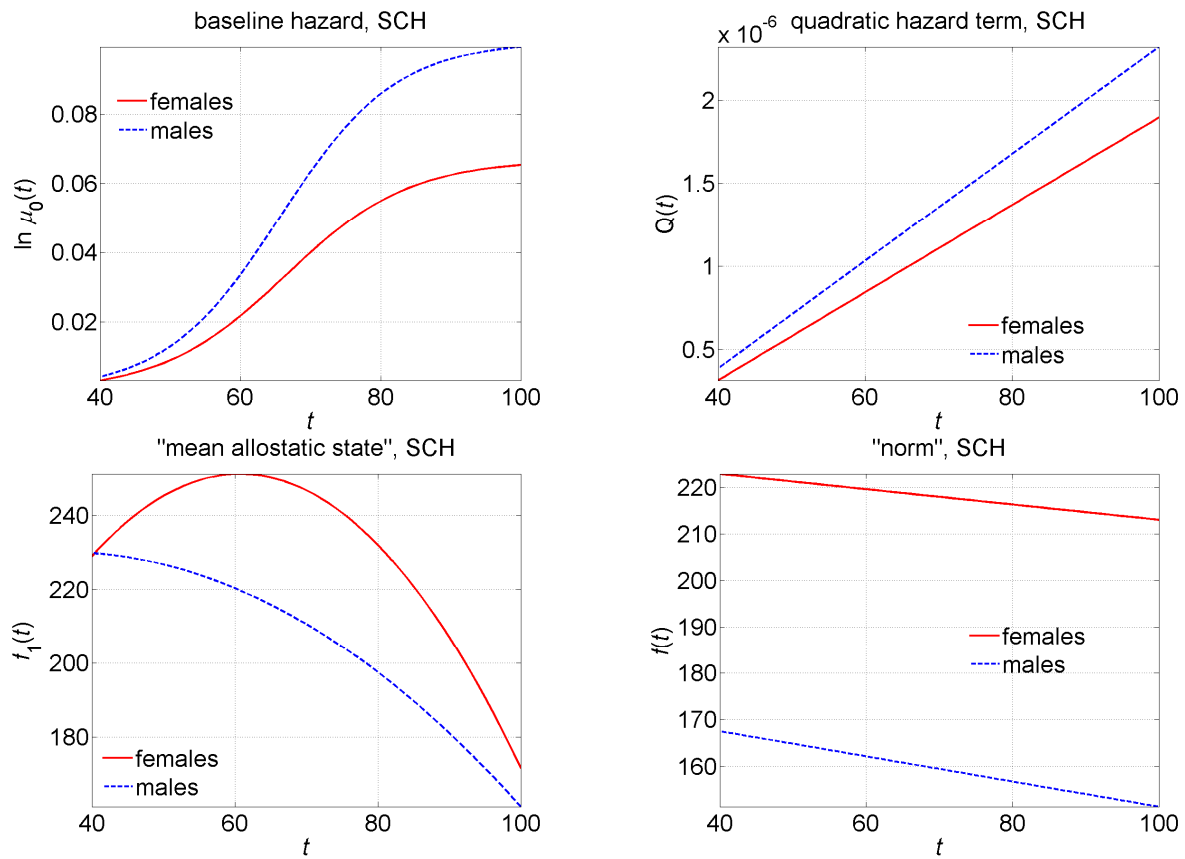 baseline hazard, SCH
ln μ0(t)
0.08
0.06
0.04
0.02
females
males
40 60 80 100
t
x 10-6
quadratic hazard term, SCH
Q(t)
2
1.5
1
0.5
females
males
40 60 80 100
t
"mean allostatic state", SCH
f1(t)
240
220
200
180
females
males
40 60 80 100
t
"norm", SCH
f(t)
220
210
200
190
180
170
160
females
males
40 60 80 100
t